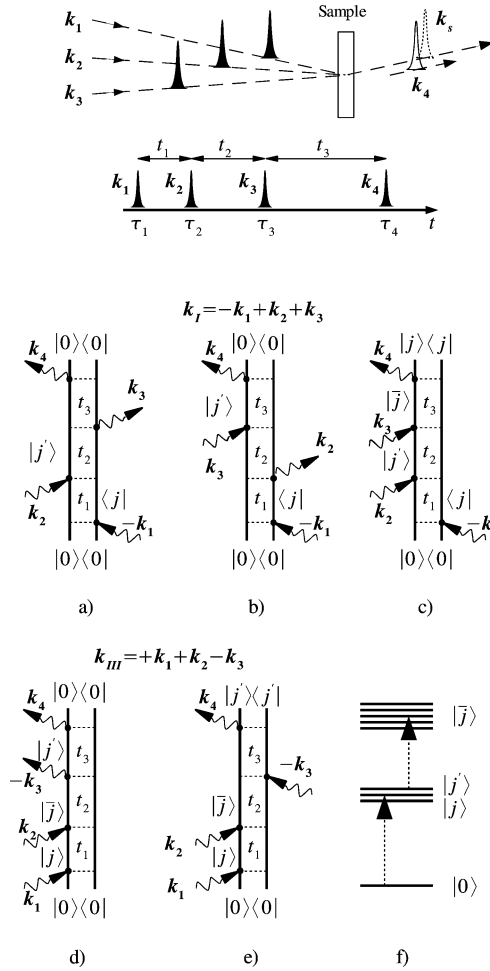 Sample
k₁
k₂
k₃
kₛ
k₄
t₁ t₂ t₃
k₁ k₂ k₃ k₄
τ₁ τ₂ τ₃ τ₄ t
k_I=−k₁+k₂+k₃
|0⟩⟨0| |0⟩⟨0| |j⟩⟨j|
k₄ k₄ k₄
k₃
t₃ t₃ |j̅⟩ t₃
|j′⟩ k₃
|j′⟩ t₂ k₃ t₂ k₂ |j′⟩ t₂
k₂ t₁ ⟨j| t₁ ⟨j| k₂ t₁ ⟨j|
−k₁ −k₁ −k
|0⟩⟨0| |0⟩⟨0| |0⟩⟨0|
a) b) c)
k_III=+k₁+k₂−k₃
|0⟩⟨0| |j′⟩⟨j′|
k₄ k₄
|j′⟩ t₃ t₃ −k₃
−k₃
|j̅⟩ t₂ |j̅⟩ t₂
k₂ k₂
|j⟩ t₁ |j⟩ t₁
k₁ k₁
|0⟩⟨0| |0⟩⟨0|
|j̅⟩
|j′⟩
|j⟩
|0⟩
d) e) f)